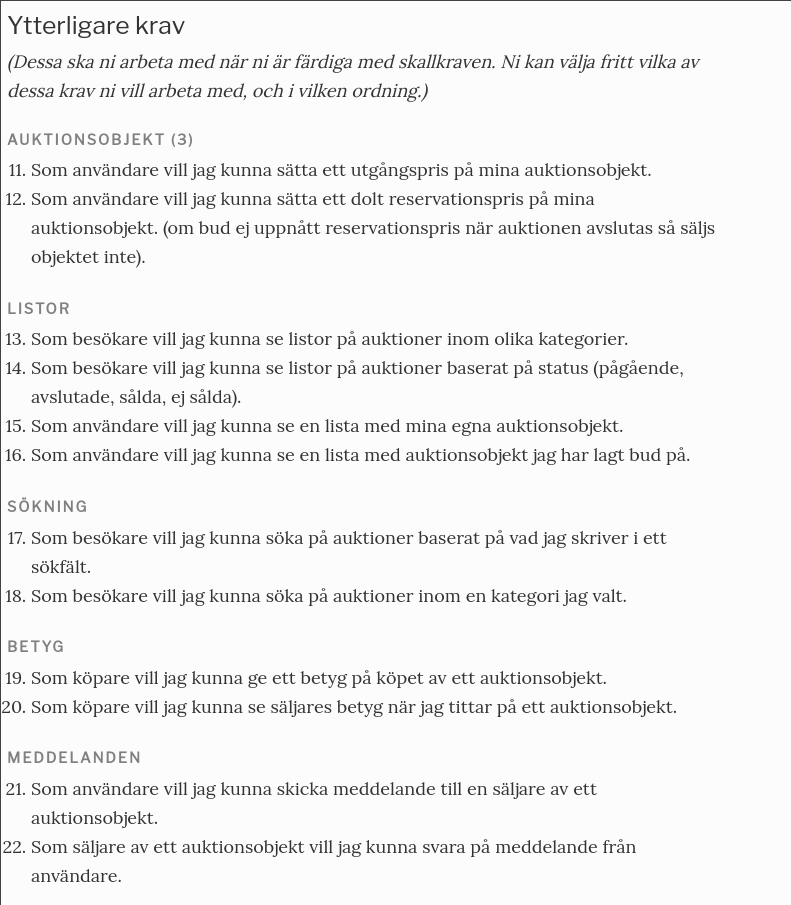 Ytterligare krav
(Dessa ska ni arbeta med när ni är färdiga med skallkraven. Ni kan välja fritt vilka av
dessa krav ni vill arbeta med, och i vilken ordning.)
AUKTIONSOBJEKT (3)
11. Som användare vill jag kunna sätta ett utgångspris på mina auktionsobjekt.
12. Som användare vill jag kunna sätta ett dolt reservationspris på mina
auktionsobjekt. (om bud ej uppnått reservationspris när auktionen avslutas så säljs
objektet inte).
LISTOR
13. Som besökare vill jag kunna se listor på auktioner inom olika kategorier.
14. Som besökare vill jag kunna se listor på auktioner baserat på status (pågående,
avslutade, sålda, ej sålda).
15. Som användare vill jag kunna se en lista med mina egna auktionsobjekt.
16. Som användare vill jag kunna se en lista med auktionsobjekt jag har lagt bud på.
SÖKNING
17. Som besökare vill jag kunna söka på auktioner baserat på vad jag skriver i ett
sökfält.
18. Som besökare vill jag kunna söka på auktioner inom en kategori jag valt.
BETYG
19. Som köpare vill jag kunna ge ett betyg på köpet av ett auktionsobjekt.
20. Som köpare vill jag kunna se säljares betyg när jag tittar på ett auktionsobjekt.
MEDDELANDEN
21. Som användare vill jag kunna skicka meddelande till en säljare av ett
auktionsobjekt.
22. Som säljare av ett auktionsobjekt vill jag kunna svara på meddelande från
användare.